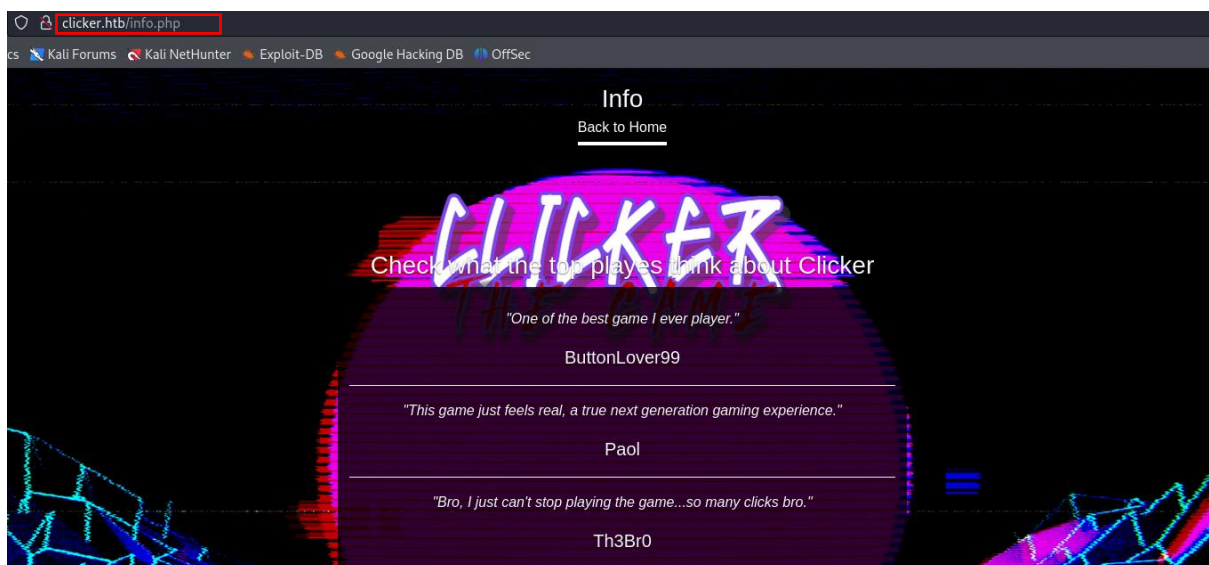 clicker.htb/info.php
cs Kali Forums Kali NetHunter Exploit-DB Google Hacking DB OffSec
Info
Back to Home
CLICKER
Check what the top playes think about Clicker
THE GAME
"One of the best game I ever player."
ButtonLover99
"This game just feels real, a true next generation gaming experience."
Paol
"Bro, I just can't stop playing the game...so many clicks bro."
Th3Br0